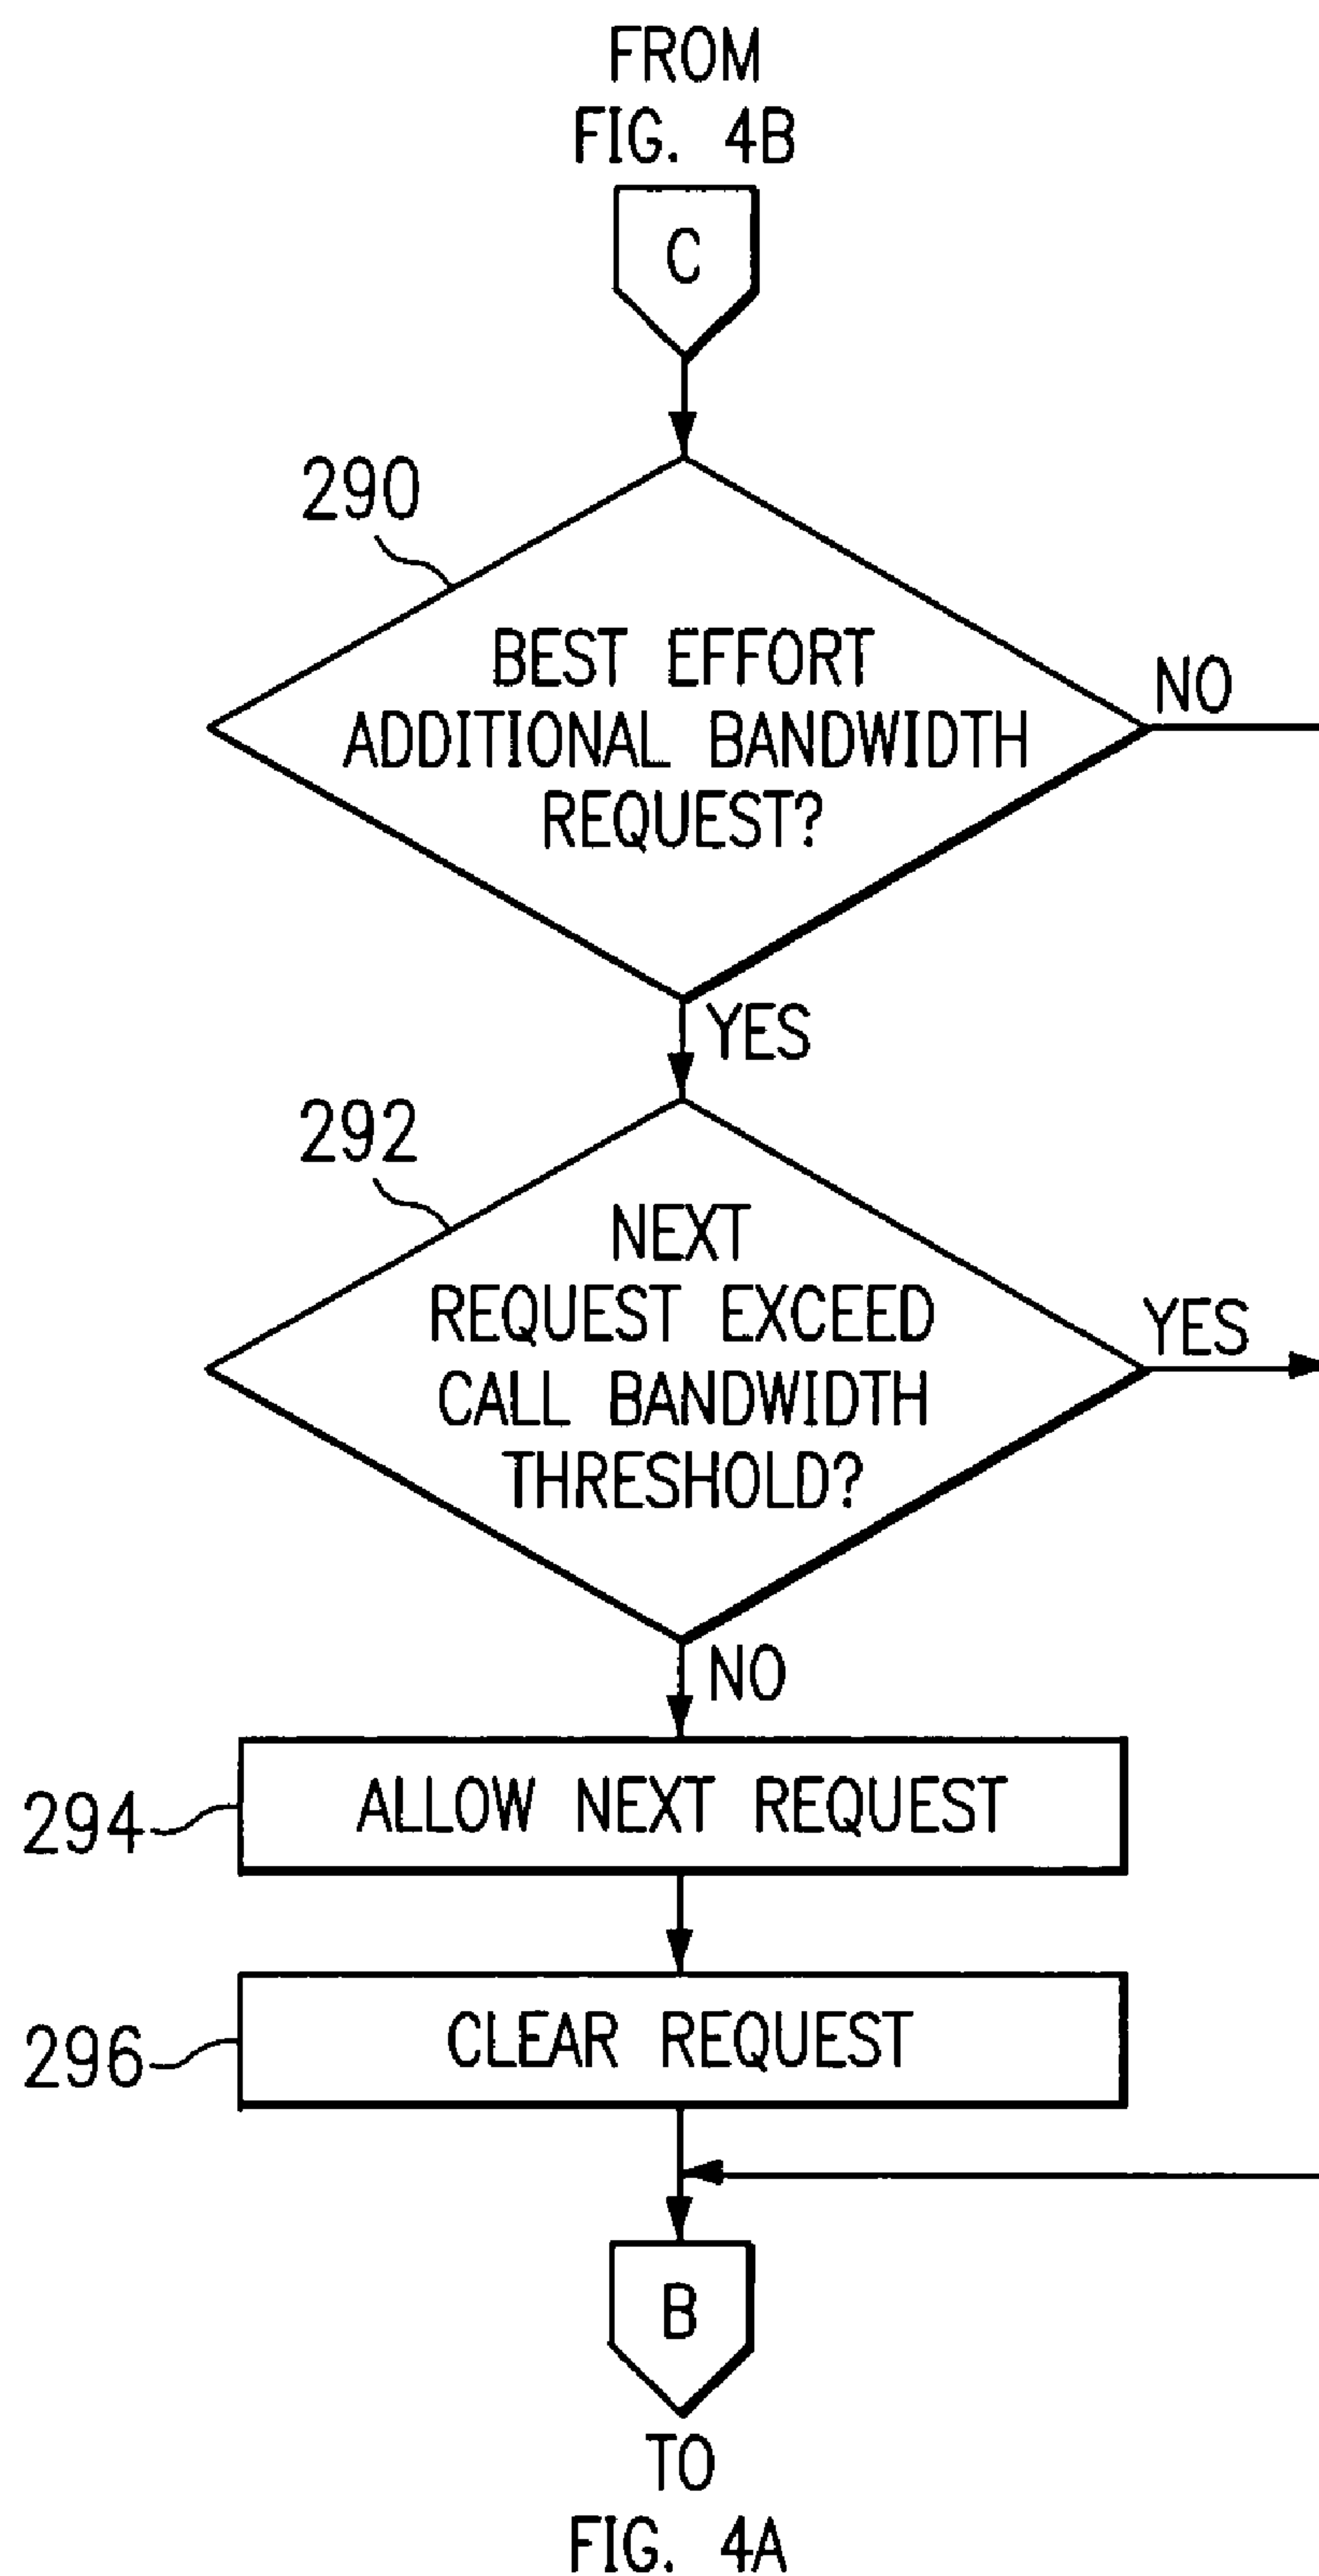 FROM
FIG. 4B
C
290
BEST EFFORT
ADDITIONAL BANDWIDTH
REQUEST?
NO
YES
292
NEXT
REQUEST EXCEED
CALL BANDWIDTH
THRESHOLD?
YES
NO
294
ALLOW NEXT REQUEST
296
CLEAR REQUEST
B
TO
FIG. 4A